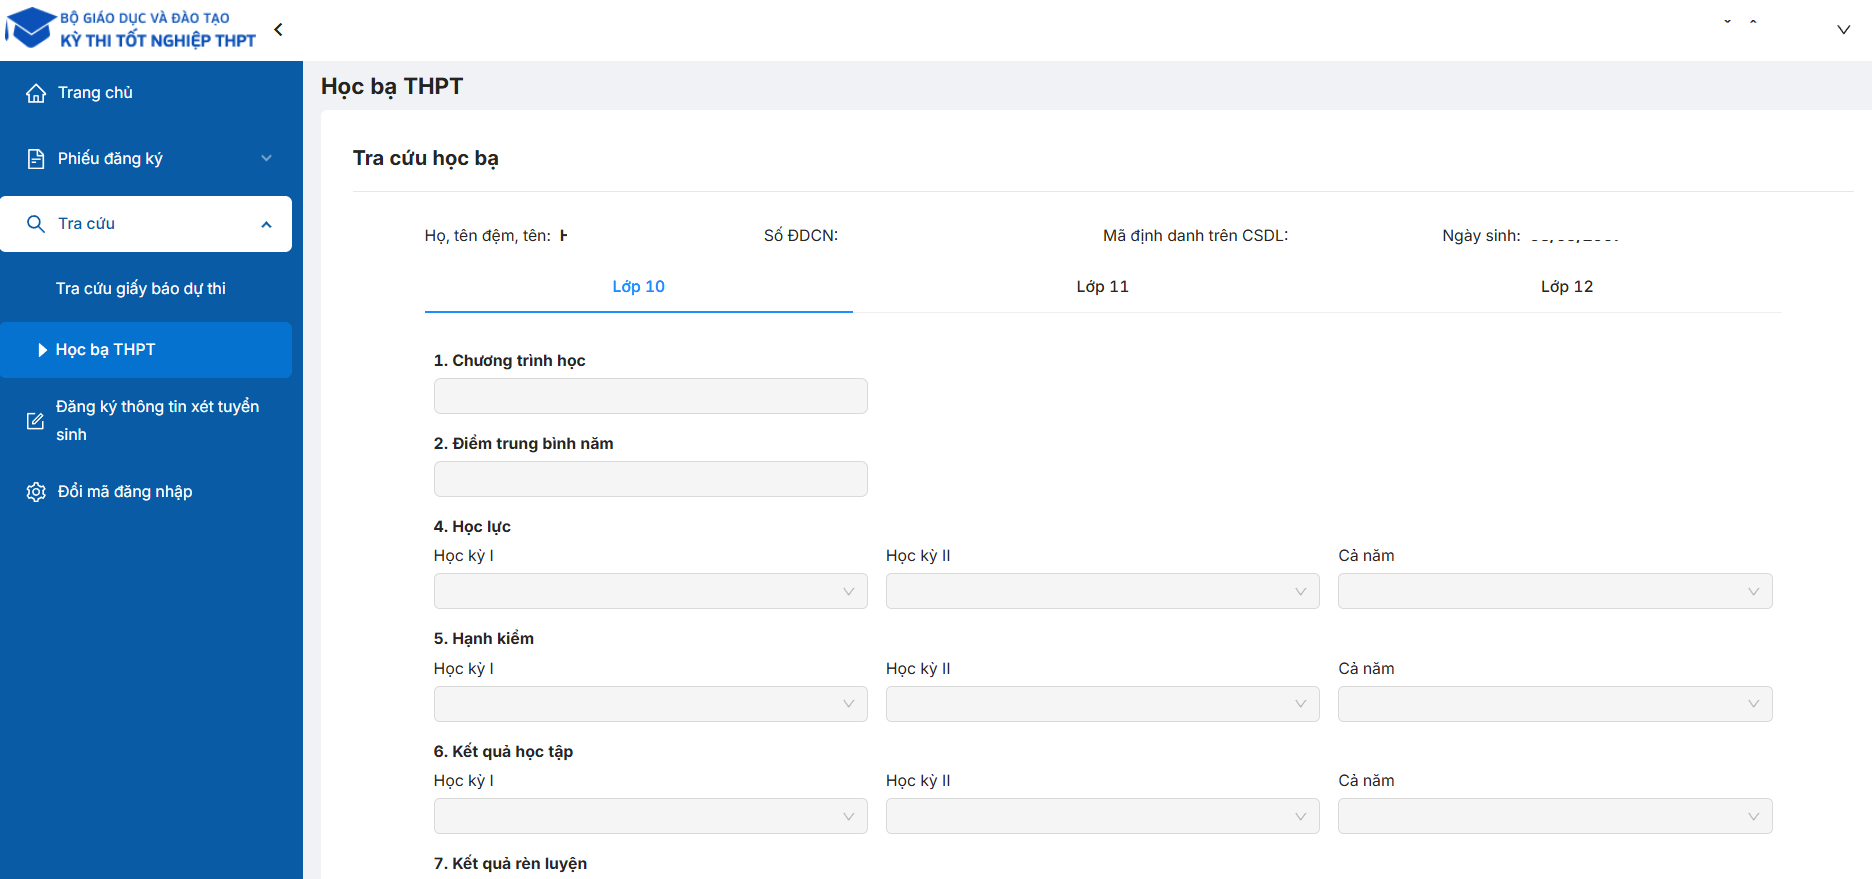 BỘ GIÁO DỤC VÀ ĐÀO TẠO
KỲ THI TỐT NGHIỆP THPT
Trang chủ
Phiếu đăng ký
Tra cứu
Tra cứu giấy báo dự thi
Học bạ THPT
Đăng ký thông tin xét tuyển
sinh
Đổi mã đăng nhập
Học bạ THPT
Tra cứu học bạ
Họ, tên đệm, tên: Số ĐDCN: Mã định danh trên CSDL: Ngày sinh:
Lớp 10 Lớp 11 Lớp 12
1. Chương trình học
2. Điểm trung bình năm
4. Học lực
Học kỳ I Học kỳ II Cả năm
5. Hạnh kiểm
Học kỳ I Học kỳ II Cả năm
6. Kết quả học tập
Học kỳ I Học kỳ II Cả năm
7. Kết quả rèn luyện